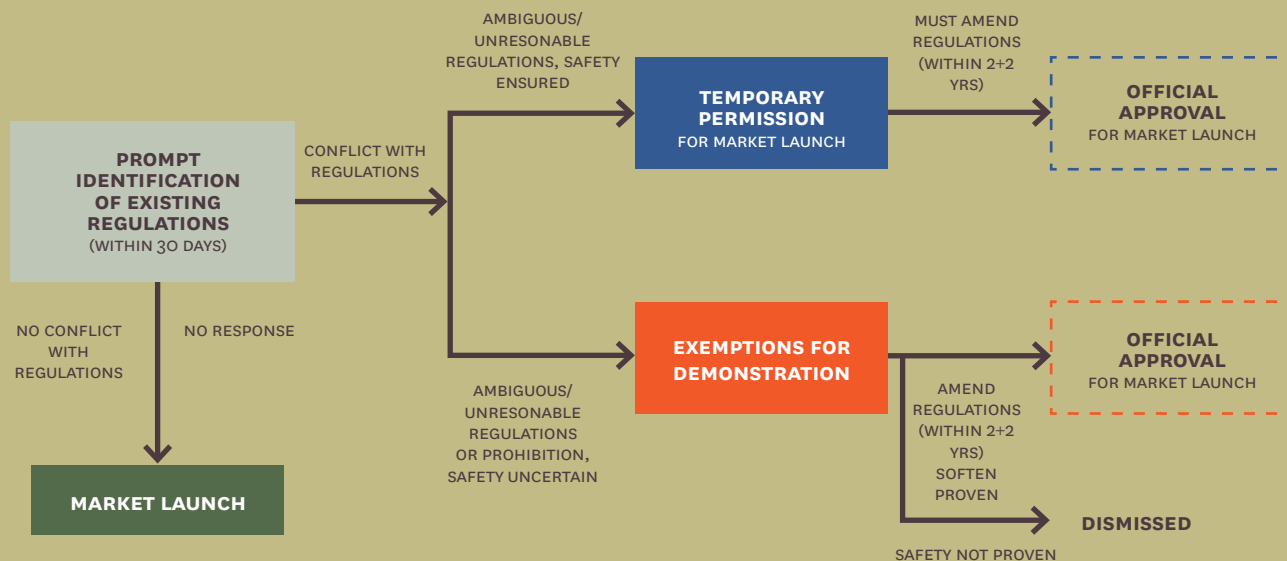 PROMPT
IDENTIFICATION
OF EXISTING
REGULATIONS
(WITHIN 30 DAYS)
NO CONFLICT
WITH
REGULATIONS
NO RESPONSE
MARKET LAUNCH
CONFLICT WITH
REGULATIONS
AMBIGUOUS/
UNRESONABLE
REGULATIONS, SAFETY
ENSURED
TEMPORARY
PERMISSION
FOR MARKET LAUNCH
MUST AMEND
REGULATIONS
(WITHIN 2+2
YRS)
OFFICIAL
APPROVAL
FOR MARKET LAUNCH
AMBIGUOUS/
UNRESONABLE
REGULATIONS
OR PROHIBITION,
SAFETY UNCERTAIN
EXEMPTIONS FOR
DEMONSTRATION
AMEND
REGULATIONS
(WITHIN 2+2
YRS)
SOFTEN
PROVEN
OFFICIAL
APPROVAL
FOR MARKET LAUNCH
DISMISSED
SAFETY NOT PROVEN